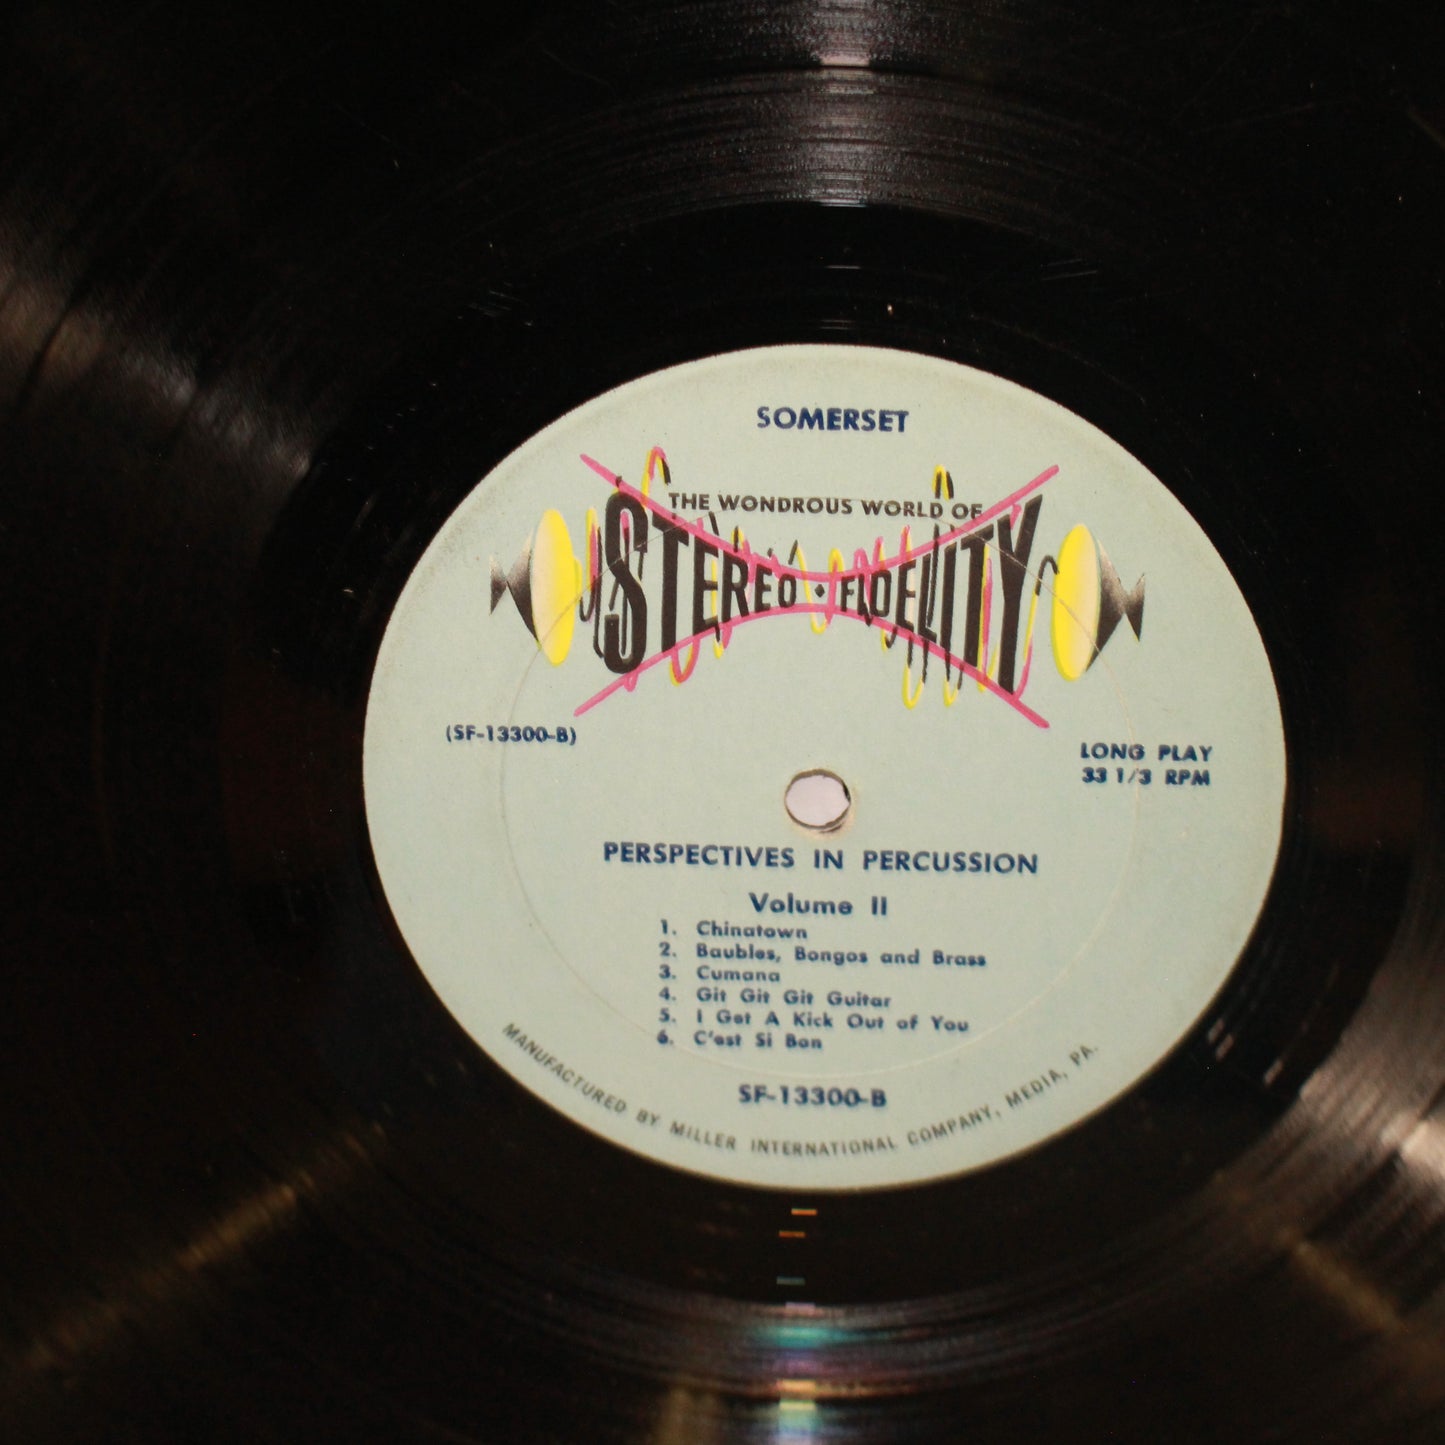 SOMERSET
THE WONDROUS WORLD OF
STEREO • FIDELITY
(SF-13300-B)
LONG PLAY
33 1/3 RPM
PERSPECTIVES IN PERCUSSION
Volume II
1. Chinatown
2. Baubles, Bongos and Brass
3. Cumana
4. Git Git Git Guitar
5. I Get A Kick Out of You
6. C'est Si Bon
SF-13300-B
MANUFACTURED BY MILLER INTERNATIONAL COMPANY, MEDIA, PA.